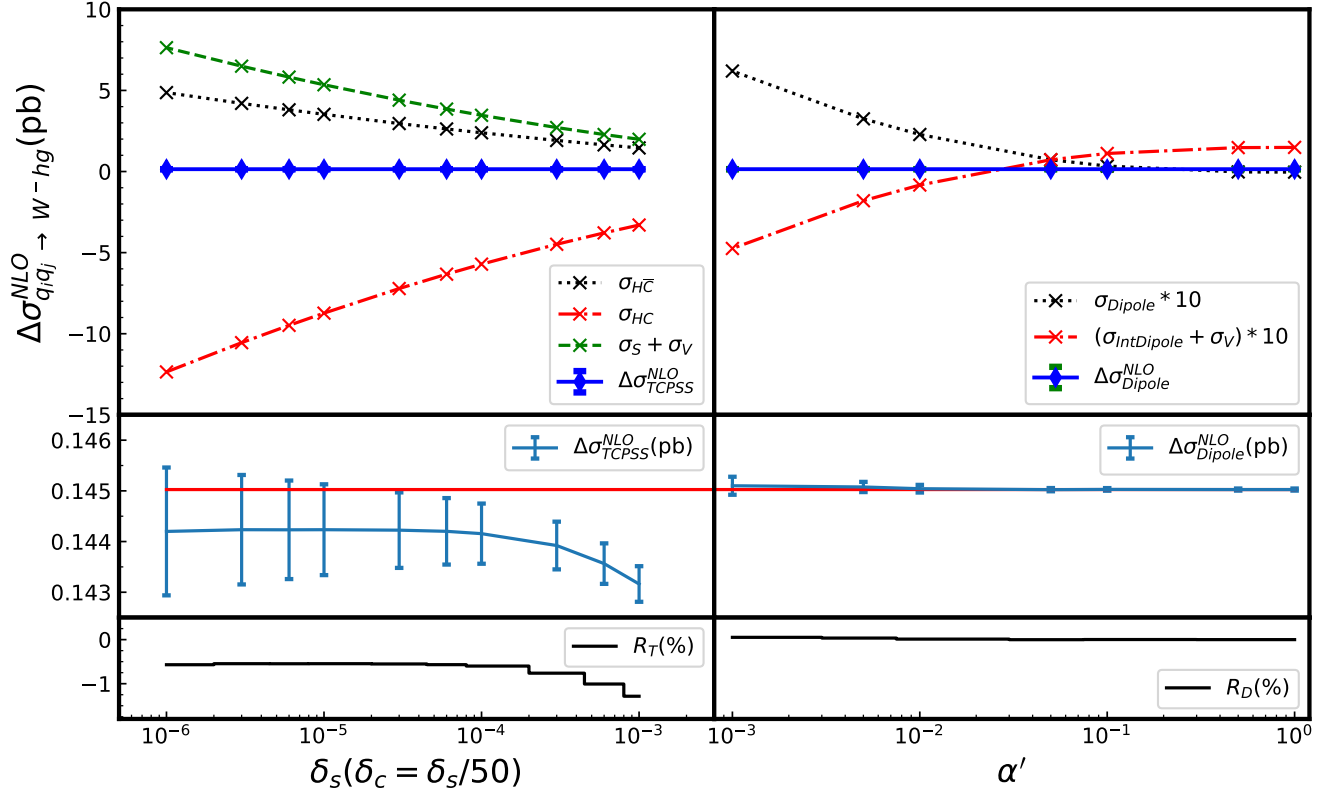 Δσ^{NLO}_{q_i q_j → W^- hg}(pb)
10
5
0
−5
−10
−15
σ_{H\overline{C}}
σ_{HC}
σ_S + σ_V
Δσ^{NLO}_{TCPSS}
σ_{Dipole} * 10
(σ_{IntDipole} + σ_V) * 10
Δσ^{NLO}_{Dipole}
0.146
0.145
0.144
0.143
Δσ^{NLO}_{TCPSS}(pb)
Δσ^{NLO}_{Dipole}(pb)
0
−1
R_T(%)
R_D(%)
10^{−6} 10^{−5} 10^{−4} 10^{−3}
10^{−3} 10^{−2} 10^{−1} 10^{0}
δ_s(δ_c = δ_s/50)
α′